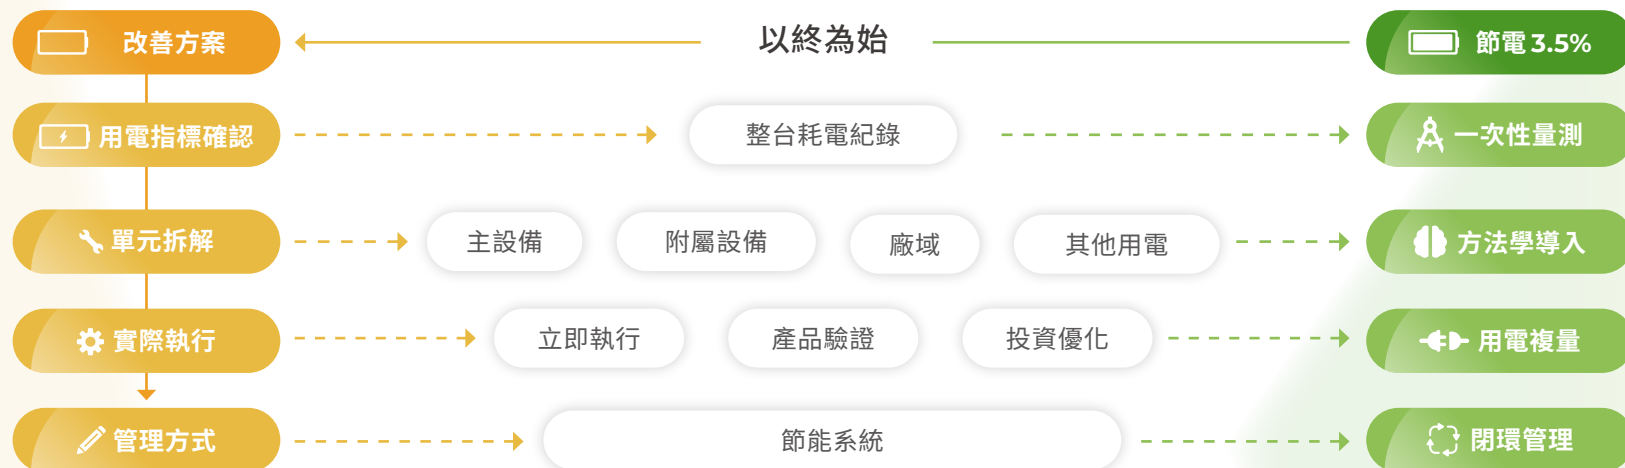 改善方案
以終為始
節電 3.5%
用電指標確認
整台耗電紀錄
一次性量測
單元拆解
主設備
附屬設備
廠域
其他用電
方法學導入
實際執行
立即執行
產品驗證
投資優化
用電複量
管理方式
節能系統
閉環管理